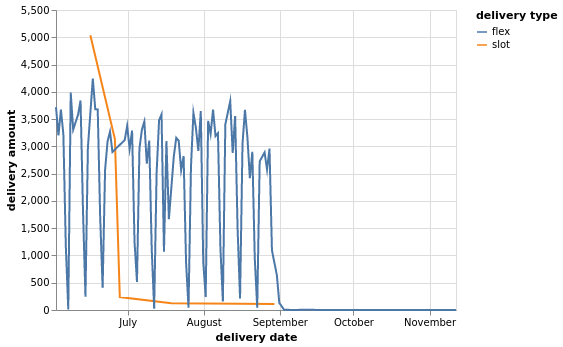 5,500
5,000
4,500
4,000
3,500
3,000
2,500
2,000
1,500
1,000
500
0
delivery amount
July August September October November
delivery date
delivery type
flex
slot